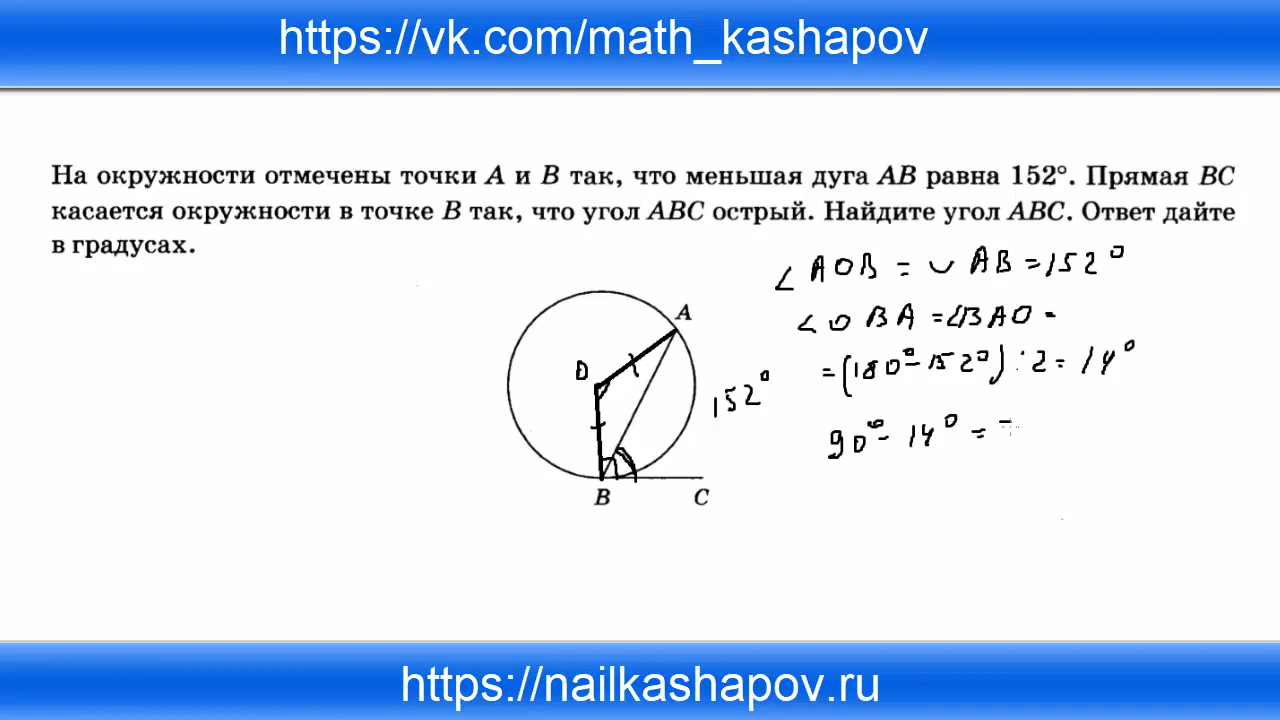 https://vk.com/math_kashapov
На окружности отмечены точки A и B так, что меньшая дуга AB равна 152°. Прямая BC
касается окружности в точке B так, что угол ABC острый. Найдите угол ABC. Ответ дайте
в градусах.
∠AOB = ◡AB = 152°
∠OBA = ∠BAO =
= (180° - 152°) : 2 = 14°
90° - 14° =
A
O
152°
B
C
https://nailkashapov.ru